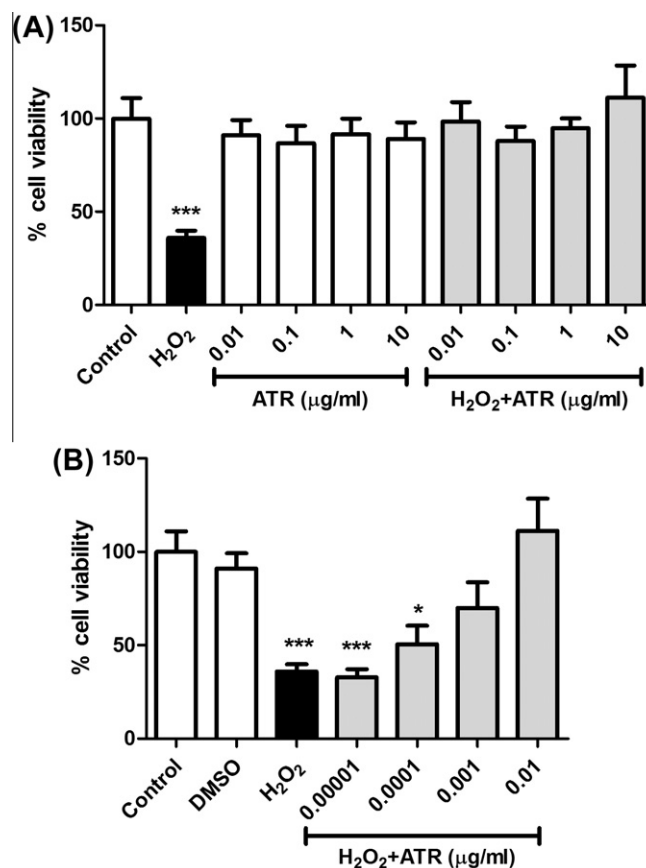 (A)
150
100
50
0
% cell viability
***
Control
H₂O₂
0.01
0.1
1
10
0.01
0.1
1
10
ATR (μg/ml)
H₂O₂+ATR (μg/ml)
(B)
150
100
50
0
% cell viability
***
***
*
Control
DMSO
H₂O₂
0.00001
0.0001
0.001
0.01
H₂O₂+ATR (μg/ml)